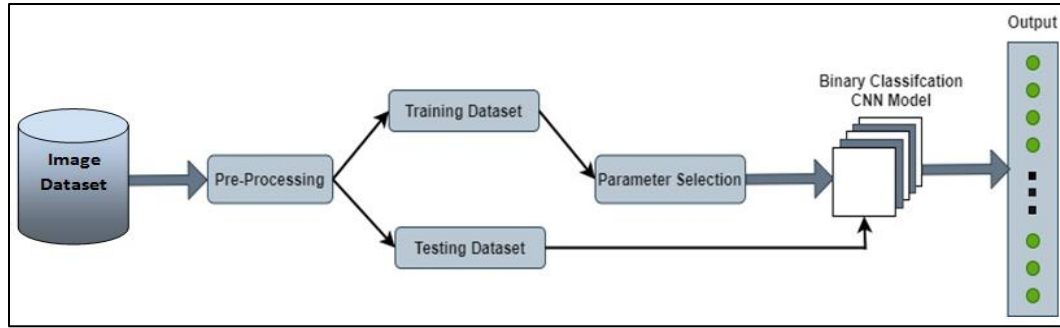 Image
Dataset
Pre-Processing
Training Dataset
Testing Dataset
Parameter Selection
Binary Classifcation
CNN Model
Output